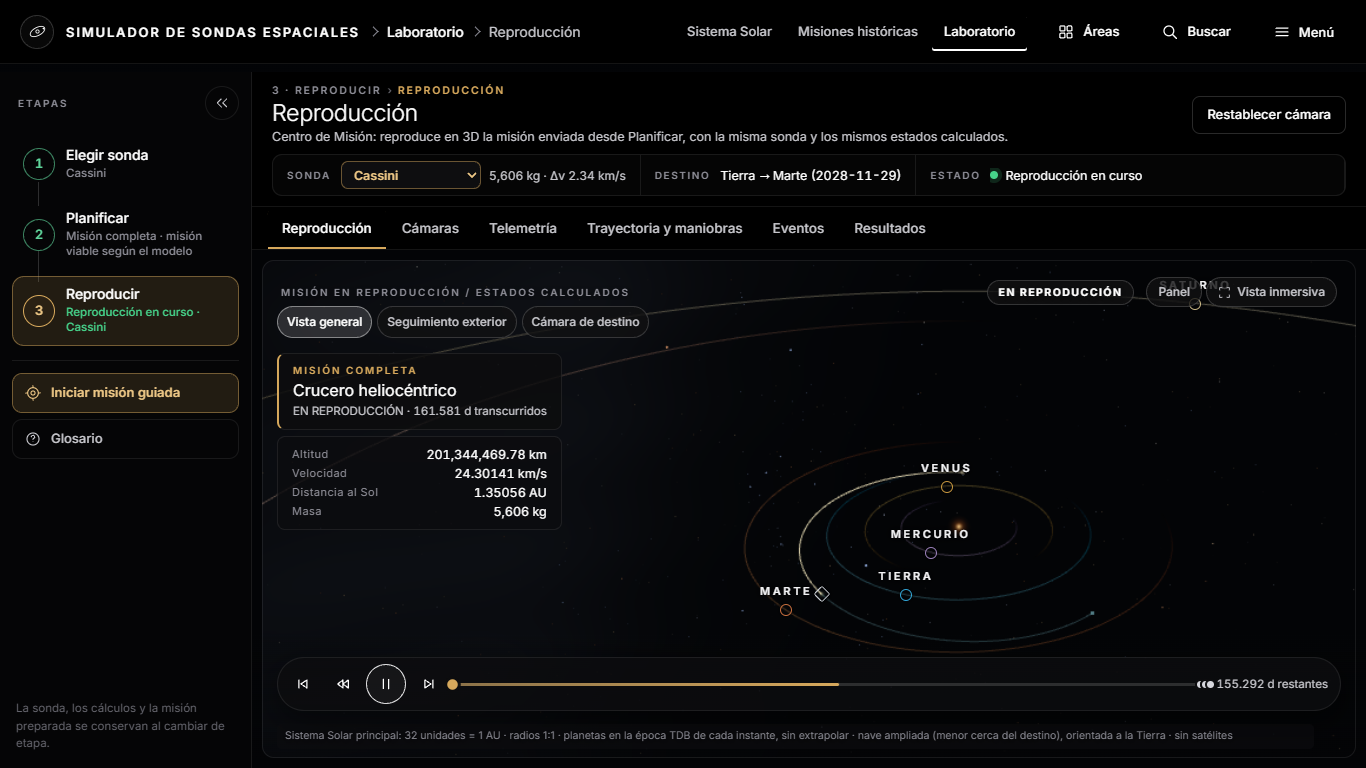 SIMULADOR DE SONDAS ESPACIALES > Laboratorio > Reproducción
Sistema Solar
Misiones históricas
Laboratorio
Áreas
Buscar
Menú
ETAPAS
1
Elegir sonda
Cassini
2
Planificar
Misión completa · misión
viable según el modelo
3
Reproducir
Reproducción en curso ·
Cassini
Iniciar misión guiada
Glosario
La sonda, los cálculos y la misión
preparada se conservan al cambiar de
etapa.
3 · REPRODUCIR › REPRODUCCIÓN
Reproducción
Centro de Misión: reproduce en 3D la misión enviada desde Planificar, con la misma sonda y los mismos estados calculados.
Restablecer cámara
SONDA Cassini 5,606 kg · Δv 2.34 km/s
DESTINO Tierra → Marte (2028-11-29)
ESTADO Reproducción en curso
Reproducción
Cámaras
Telemetría
Trayectoria y maniobras
Eventos
Resultados
MISIÓN EN REPRODUCCIÓN / ESTADOS CALCULADOS
EN REPRODUCCIÓN
Panel
SATURNO
Vista inmersiva
Vista general
Seguimiento exterior
Cámara de destino
MISIÓN COMPLETA
Crucero heliocéntrico
EN REPRODUCCIÓN · 161.581 d transcurridos
Altitud 201,344,469.78 km
Velocidad 24.30141 km/s
Distancia al Sol 1.35056 AU
Masa 5,606 kg
VENUS
MERCURIO
TIERRA
MARTE
155.292 d restantes
Sistema Solar principal: 32 unidades = 1 AU · radios 1:1 · planetas en la época TDB de cada instante, sin extrapolar · nave ampliada (menor cerca del destino), orientada a la Tierra · sin satélites